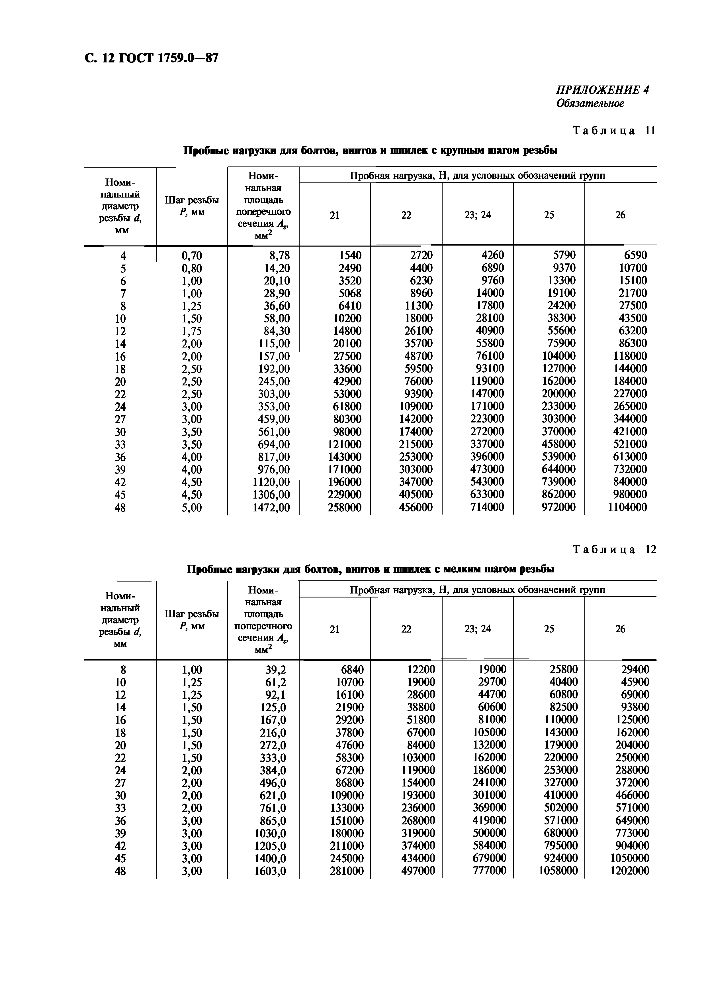 С. 12 ГОСТ 1759.0—87
ПРИЛОЖЕНИЕ 4
Обязательное
Таблица 11
Пробные нагрузки для болтов, винтов и шпилек с крупным шагом резьбы
Номи-
нальный
диаметр
резьбы d,
мм
Шаг резьбы
P, мм
Номи-
нальная
площадь
поперечного
сечения As,
мм2
Пробная нагрузка, Н, для условных обозначений групп
21 22 23; 24 25 26
4 0,70 8,78 1540 2720 4260 5790 6590
5 0,80 14,20 2490 4400 6890 9370 10700
6 1,00 20,10 3520 6230 9760 13300 15100
7 1,00 28,90 5068 8960 14000 19100 21700
8 1,25 36,60 6410 11300 17800 24200 27500
10 1,50 58,00 10200 18000 28100 38300 43500
12 1,75 84,30 14800 26100 40900 55600 63200
14 2,00 115,00 20100 35700 55800 75900 86300
16 2,00 157,00 27500 48700 76100 104000 118000
18 2,50 192,00 33600 59500 93100 127000 144000
20 2,50 245,00 42900 76000 119000 162000 184000
22 2,50 303,00 53000 93900 147000 200000 227000
24 3,00 353,00 61800 109000 171000 233000 265000
27 3,00 459,00 80300 142000 223000 303000 344000
30 3,50 561,00 98000 174000 272000 370000 421000
33 3,50 694,00 121000 215000 337000 458000 521000
36 4,00 817,00 143000 253000 396000 539000 613000
39 4,00 976,00 171000 303000 473000 644000 732000
42 4,50 1120,00 196000 347000 543000 739000 840000
45 4,50 1306,00 229000 405000 633000 862000 980000
48 5,00 1472,00 258000 456000 714000 972000 1104000
Таблица 12
Пробные нагрузки для болтов, винтов и шпилек с мелким шагом резьбы
Номи-
нальный
диаметр
резьбы d,
мм
Шаг резьбы
P, мм
Номи-
нальная
площадь
поперечного
сечения As,
мм2
Пробная нагрузка, Н, для условных обозначений групп
21 22 23; 24 25 26
8 1,00 39,2 6840 12200 19000 25800 29400
10 1,25 61,2 10700 19000 29700 40400 45900
12 1,25 92,1 16100 28600 44700 60800 69000
14 1,50 125,0 21900 38800 60600 82500 93800
16 1,50 167,0 29200 51800 81000 110000 125000
18 1,50 216,0 37800 67000 105000 143000 162000
20 1,50 272,0 47600 84000 132000 179000 204000
22 1,50 333,0 58300 103000 162000 220000 250000
24 2,00 384,0 67200 119000 186000 253000 288000
27 2,00 496,0 86800 154000 241000 327000 372000
30 2,00 621,0 109000 193000 301000 410000 466000
33 2,00 761,0 133000 236000 369000 502000 571000
36 3,00 865,0 151000 268000 419000 571000 649000
39 3,00 1030,0 180000 319000 500000 680000 773000
42 3,00 1205,0 211000 374000 584000 795000 904000
45 3,00 1400,0 245000 434000 679000 924000 1050000
48 3,00 1603,0 281000 497000 777000 1058000 1202000